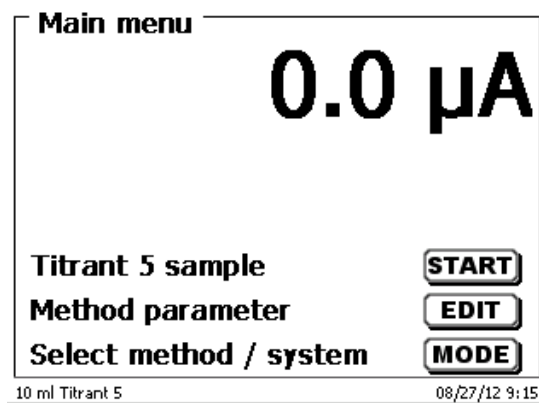 Main menu
0.0 µA
Titrant 5 sample START
Method parameter EDIT
Select method / system MODE
10 ml Titrant 5 08/27/12 9:15